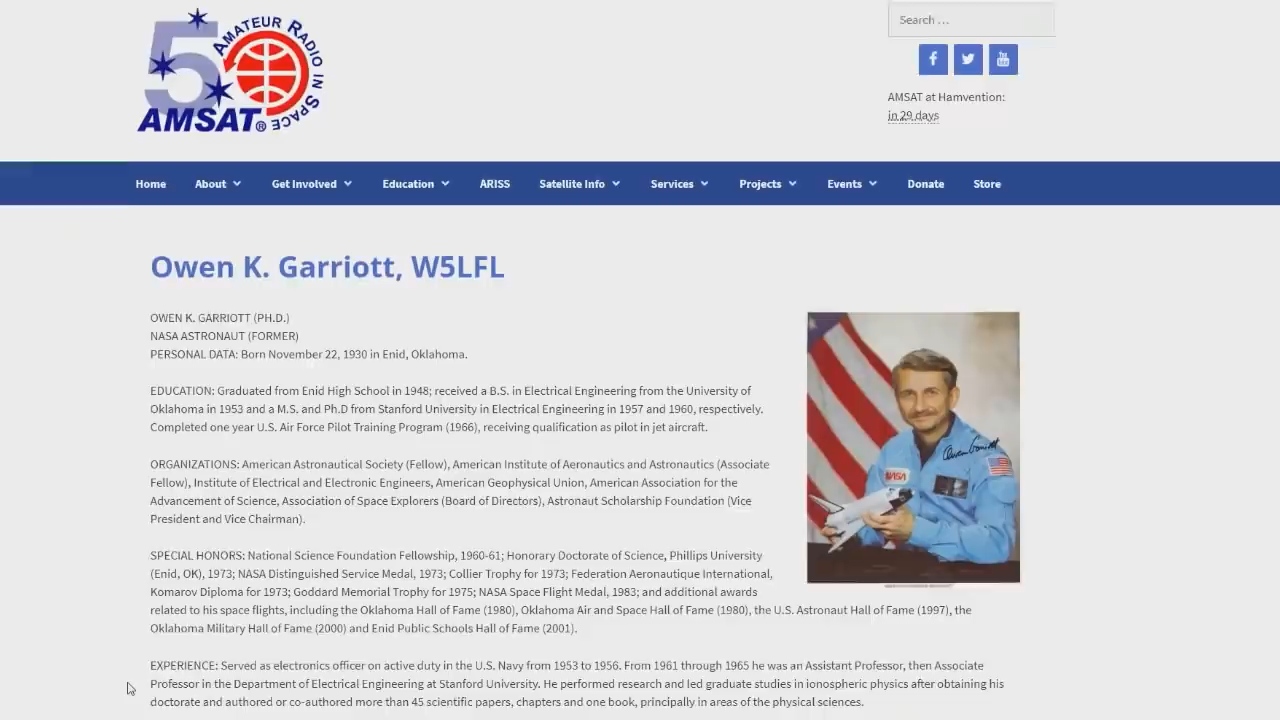 5
AMATEUR RADIO IN SPACE
AMSAT®
Search …
AMSAT at Hamvention:
in 29 days
Home About Get Involved Education ARISS Satellite Info Services Projects Events Donate Store
Owen K. Garriott, W5LFL
OWEN K. GARRIOTT (PH.D.)
NASA ASTRONAUT (FORMER)
PERSONAL DATA: Born November 22, 1930 in Enid, Oklahoma.
EDUCATION: Graduated from Enid High School in 1948; received a B.S. in Electrical Engineering from the University of
Oklahoma in 1953 and a M.S. and Ph.D from Stanford University in Electrical Engineering in 1957 and 1960, respectively.
Completed one year U.S. Air Force Pilot Training Program (1966), receiving qualification as pilot in jet aircraft.
ORGANIZATIONS: American Astronautical Society (Fellow), American Institute of Aeronautics and Astronautics (Associate
Fellow), Institute of Electrical and Electronic Engineers, American Geophysical Union, American Association for the
Advancement of Science, Association of Space Explorers (Board of Directors), Astronaut Scholarship Foundation (Vice
President and Vice Chairman).
SPECIAL HONORS: National Science Foundation Fellowship, 1960-61; Honorary Doctorate of Science, Phillips University
(Enid, OK), 1973; NASA Distinguished Service Medal, 1973; Collier Trophy for 1973; Federation Aeronautique International,
Komarov Diploma for 1973; Goddard Memorial Trophy for 1975; NASA Space Flight Medal, 1983; and additional awards
related to his space flights, including the Oklahoma Hall of Fame (1980), Oklahoma Air and Space Hall of Fame (1980), the U.S. Astronaut Hall of Fame (1997), the
Oklahoma Military Hall of Fame (2000) and Enid Public Schools Hall of Fame (2001).
EXPERIENCE: Served as electronics officer on active duty in the U.S. Navy from 1953 to 1956. From 1961 through 1965 he was an Assistant Professor, then Associate
Professor in the Department of Electrical Engineering at Stanford University. He performed research and led graduate studies in ionospheric physics after obtaining his
doctorate and authored or co-authored more than 45 scientific papers, chapters and one book, principally in areas of the physical sciences.
Owen Garriott
NASA